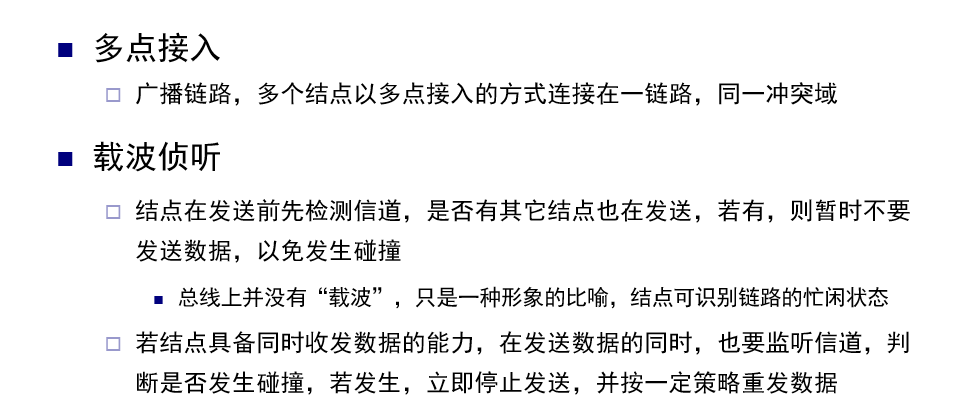 多点接入
广播链路，多个结点以多点接入的方式连接在一链路，同一冲突域
载波侦听
结点在发送前先检测信道，是否有其它结点也在发送，若有，则暂时不要
发送数据，以免发生碰撞
总线上并没有“载波”，只是一种形象的比喻，结点可识别链路的忙闲状态
若结点具备同时收发数据的能力，在发送数据的同时，也要监听信道，判
断是否发生碰撞，若发生，立即停止发送，并按一定策略重发数据